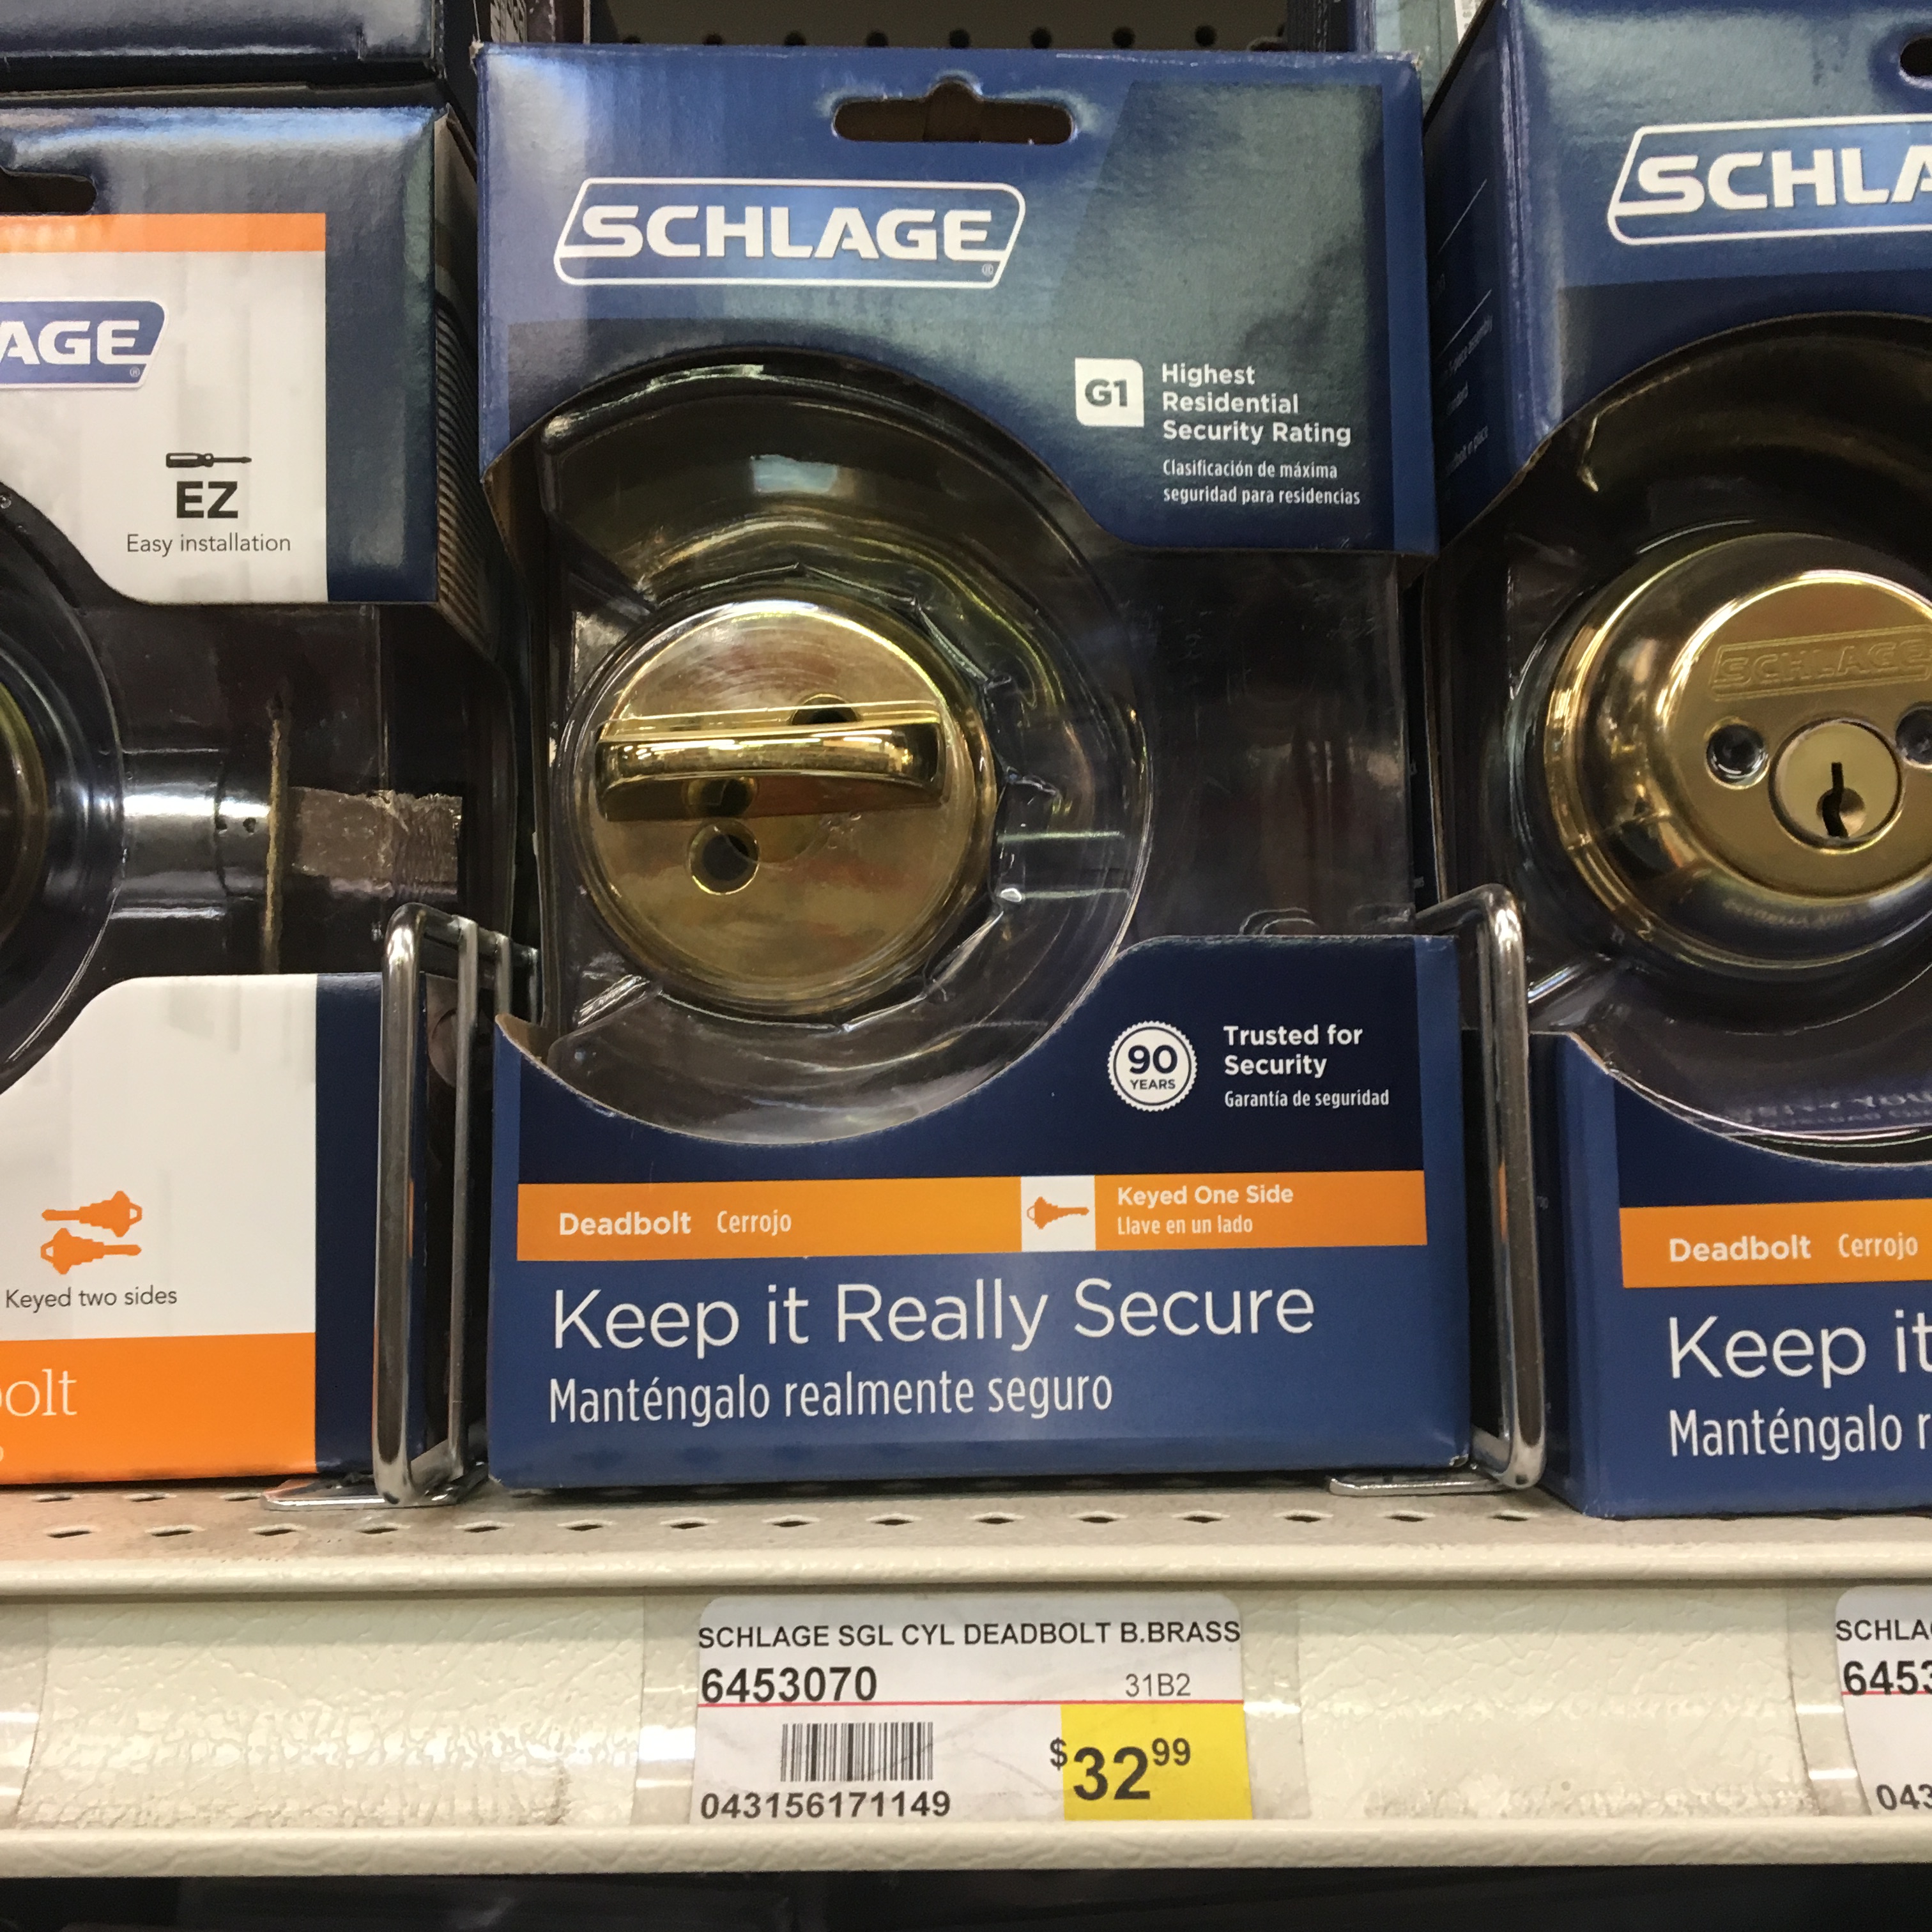 AGE
EZ
Easy installation
Keyed two sides
olt
SCHLAGE
G1
Highest
Residential
Security Rating
Clasificación de máxima
seguridad para residencias
90
YEARS
Trusted for
Security
Garantía de seguridad
Deadbolt Cerrojo
Keyed One Side
Llave en un lado
Keep it Really Secure
Manténgalo realmente seguro
SCHLA
SCHLAGE
Deadbolt Cerrojo
Keep it
Manténgalo r
SCHLAGE SGL CYL DEADBOLT B.BRASS
6453070 31B2
$32 99
043156171149
SCHLA
6453
043